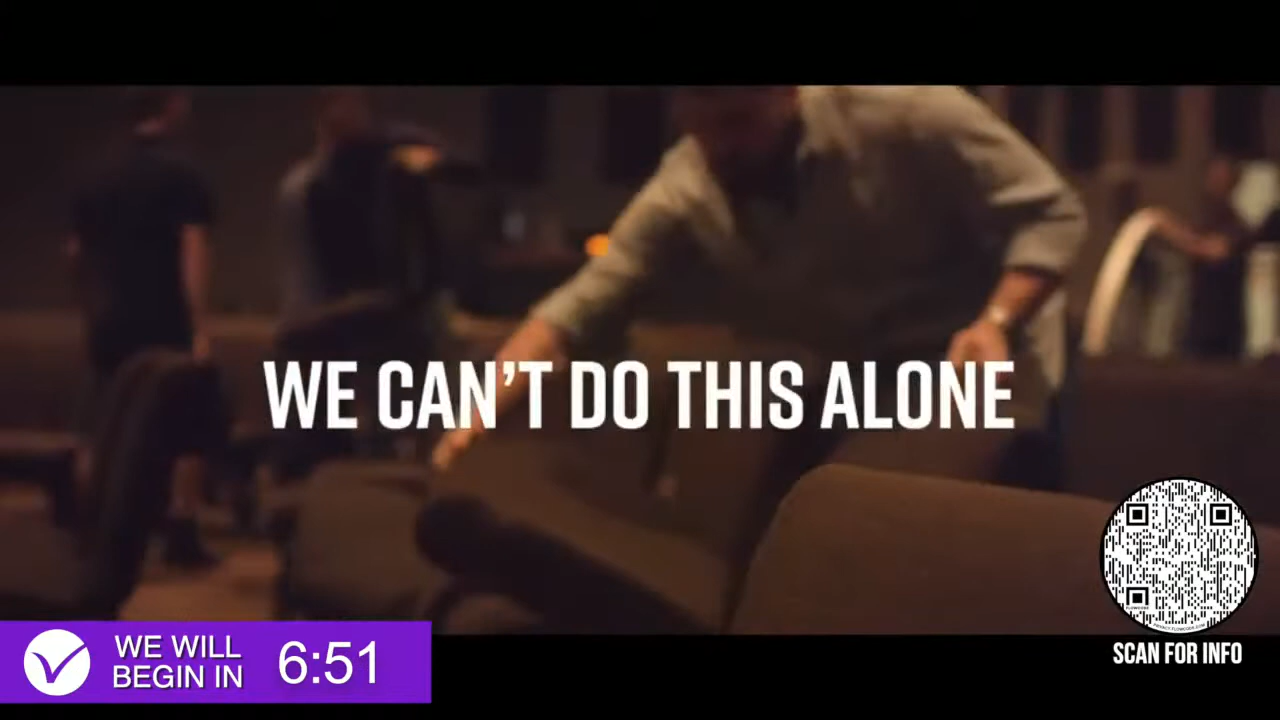 WE CAN'T DO THIS ALONE
WE WILL
BEGIN IN
6:51
SCAN FOR INFO